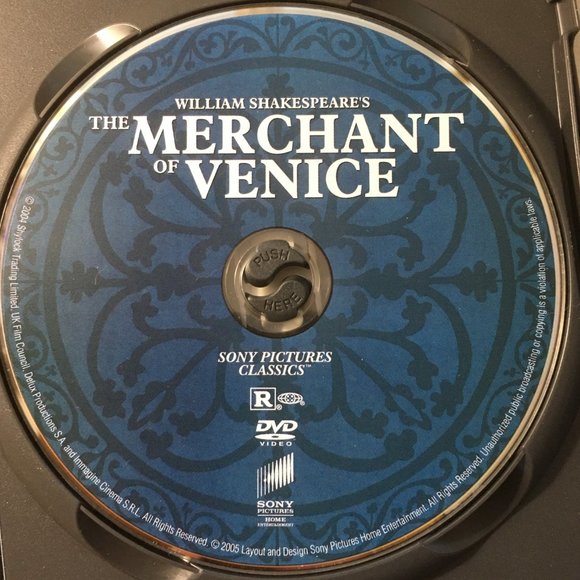 WILLIAM SHAKESPEARE'S
THE MERCHANT
OF VENICE
PUSH
HERE
SONY PICTURES
CLASSICS™
R
DVD
VIDEO
SONY
PICTURES
HOME
ENTERTAINMENT
© 2004 Shylock Trading Limited, UK Film Council, Delux Productions S.A. and Immagine Cinema S.R.L. All Rights Reserved. © 2005 Layout and Design Sony Pictures Home Entertainment. All Rights Reserved. Unauthorized public broadcasting or copying is a violation of applicable laws.